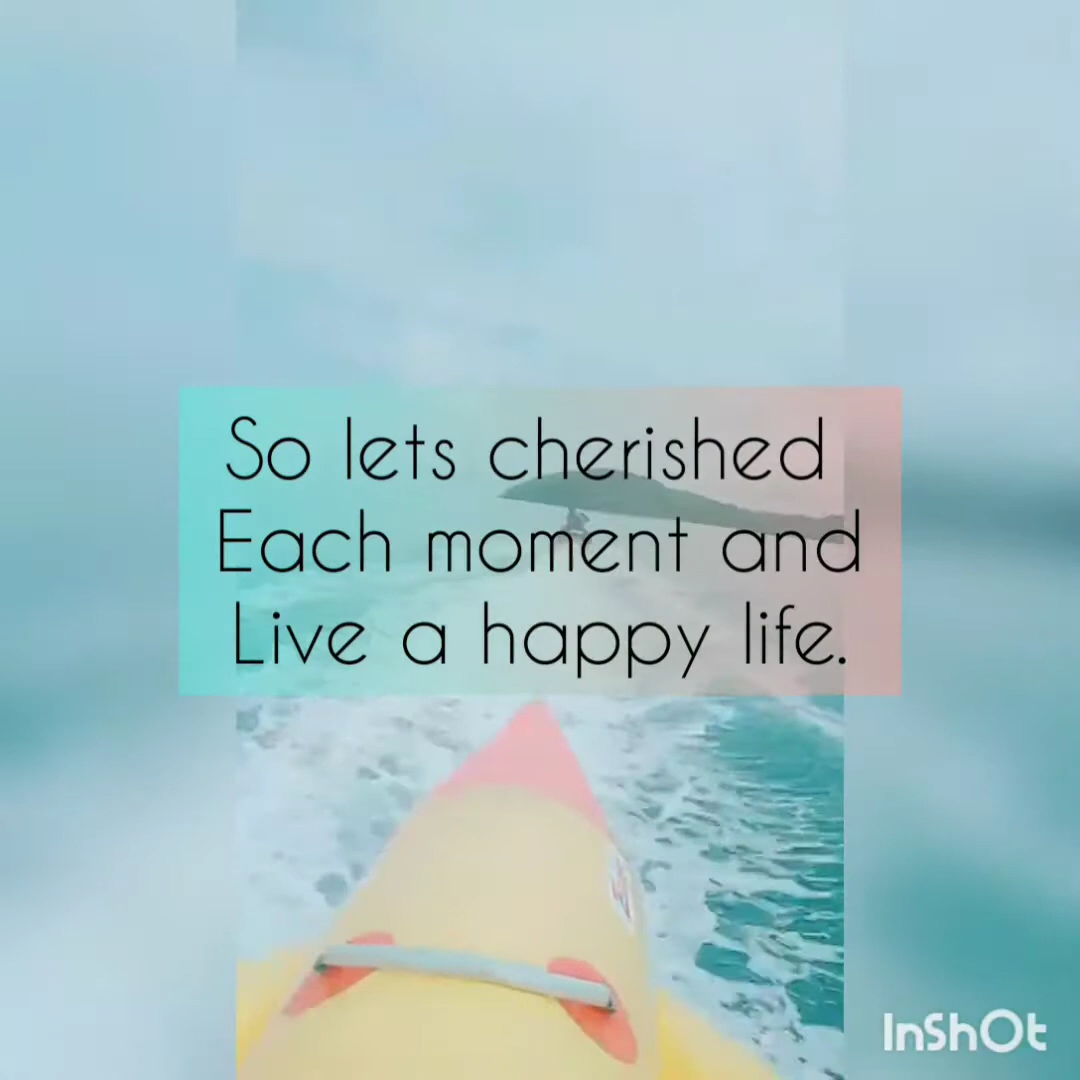 So lets cherished
Each moment and
Live a happy life.
InShOt